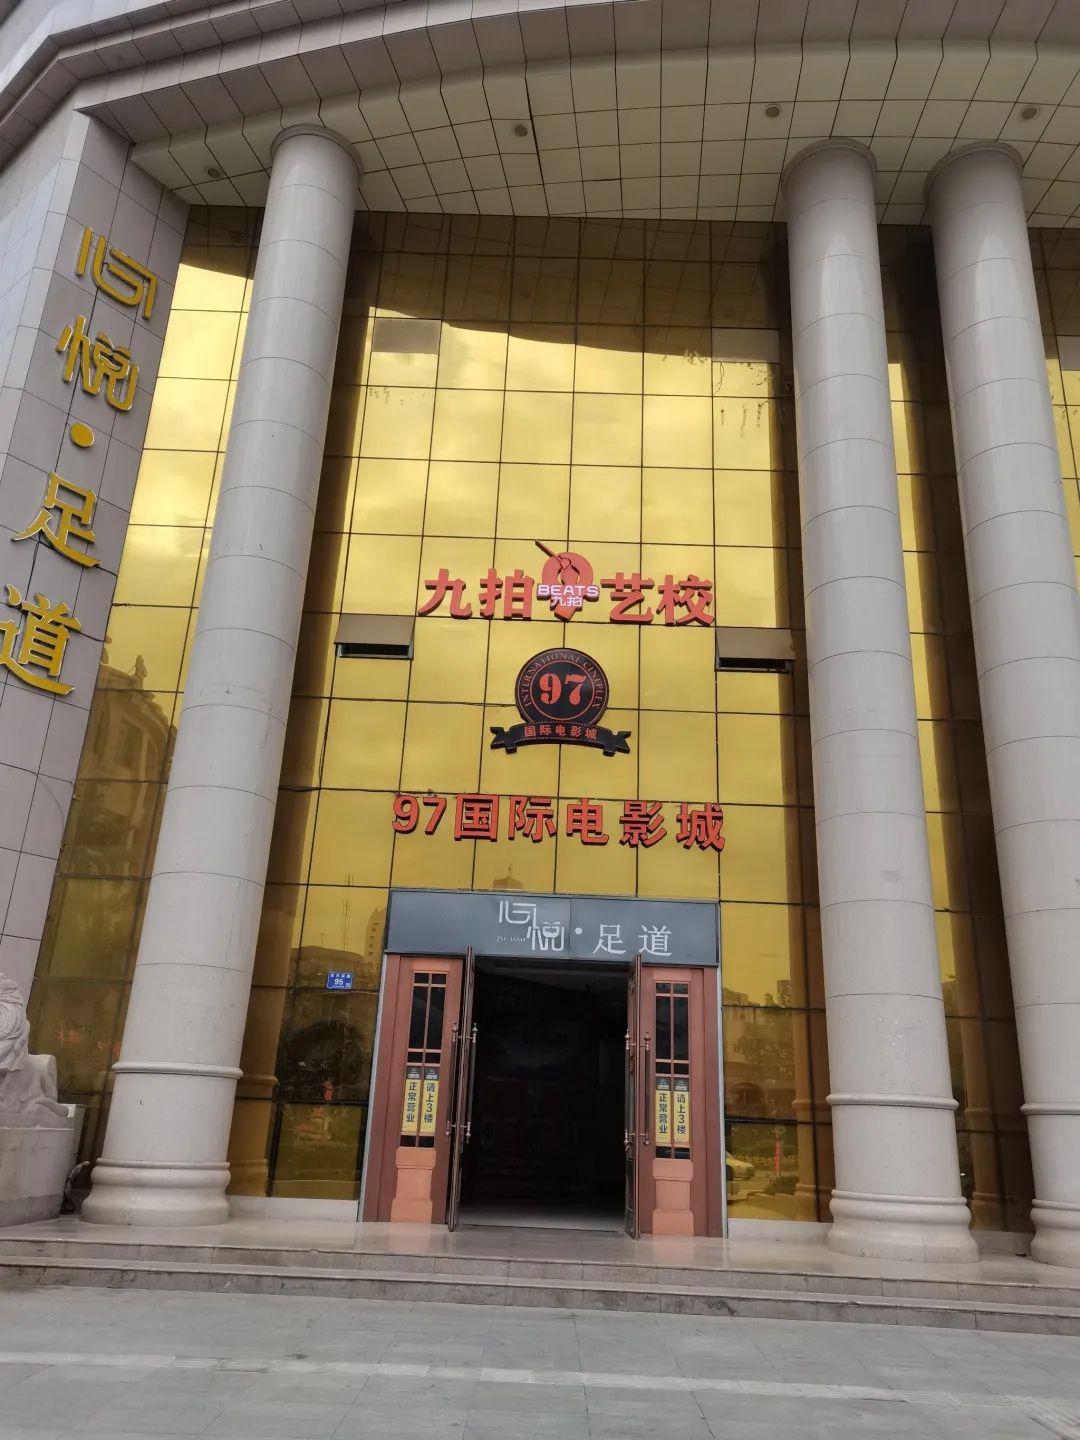 心悦·足道
九拍
BEATS
九拍
艺校
INTERNATIONAL CINEPLEX
97
国际电影城
97国际电影城
心悦·足道
95
请上3楼
正常营业
请上3楼
正常营业